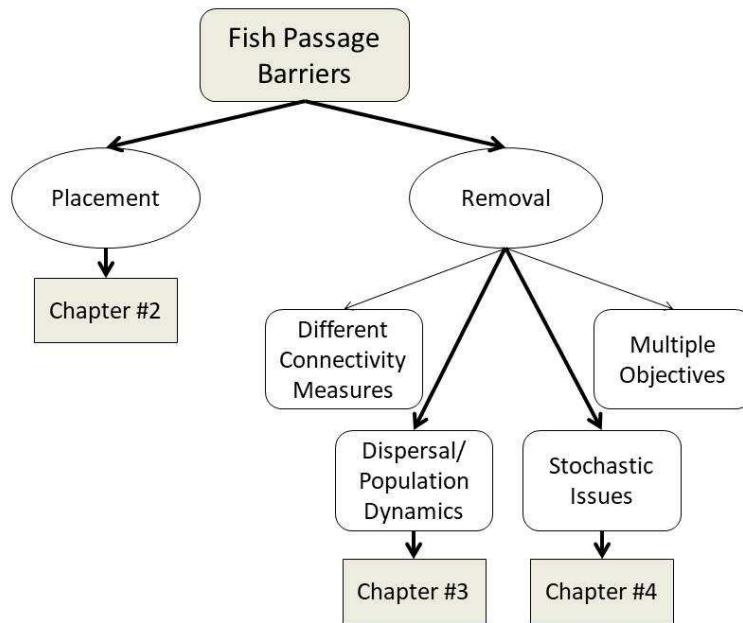 Fish Passage
Barriers
Placement
Removal
Chapter #2
Different
Connectivity
Measures
Multiple
Objectives
Dispersal/
Population
Dynamics
Stochastic
Issues
Chapter #3
Chapter #4